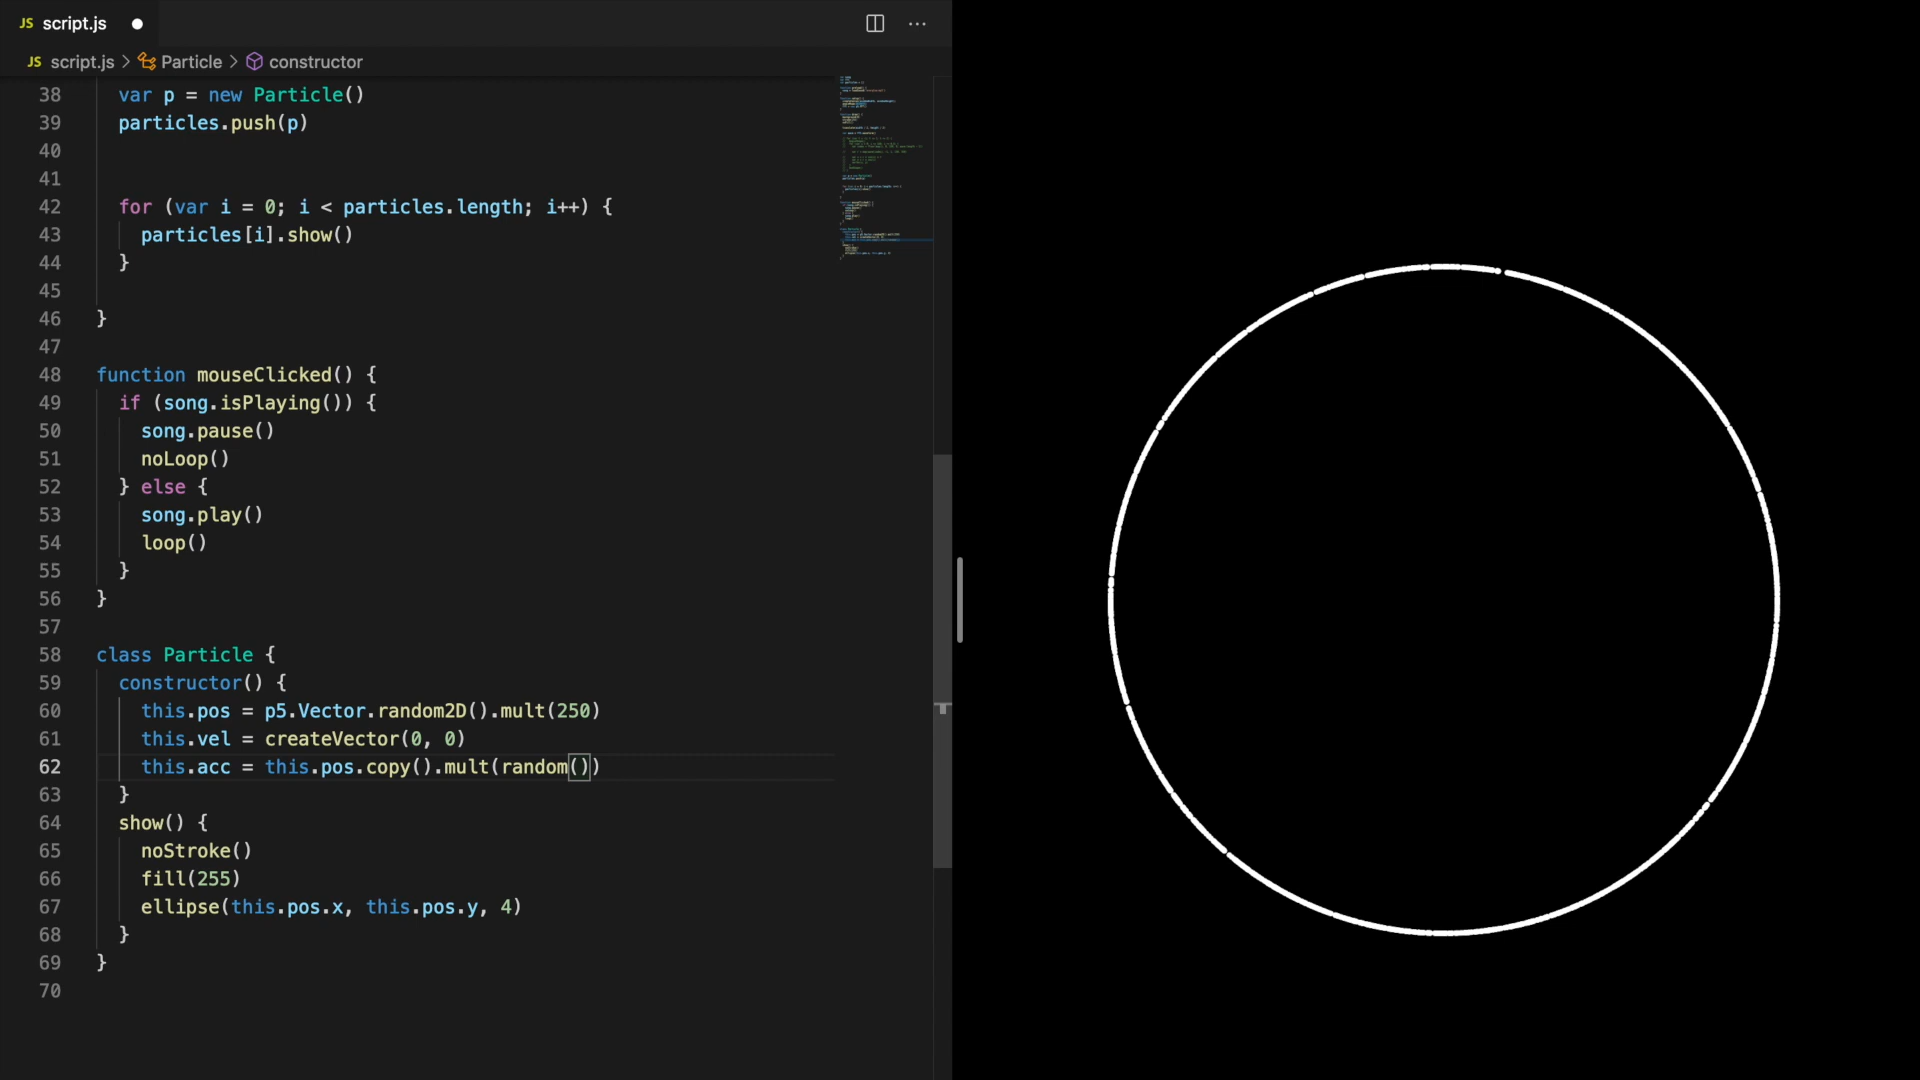 JS script.js
JS script.js > Particle > constructor
38 var p = new Particle()
39 particles.push(p)
40
41
42 for (var i = 0; i < particles.length; i++) {
43 particles[i].show()
44 }
45
46 }
47
48 function mouseClicked() {
49 if (song.isPlaying()) {
50 song.pause()
51 noLoop()
52 } else {
53 song.play()
54 loop()
55 }
56 }
57
58 class Particle {
59 constructor() {
60 this.pos = p5.Vector.random2D().mult(250)
61 this.vel = createVector(0, 0)
62 this.acc = this.pos.copy().mult(random())
63 }
64 show() {
65 noStroke()
66 fill(255)
67 ellipse(this.pos.x, this.pos.y, 4)
68 }
69 }
70